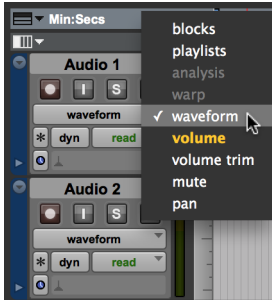 Min:Secs
blocks
playlists
analysis
warp
✓ waveform
volume
volume trim
mute
pan
Audio 1
I S
waveform
* dyn read
Audio 2
I S
waveform
* dyn read